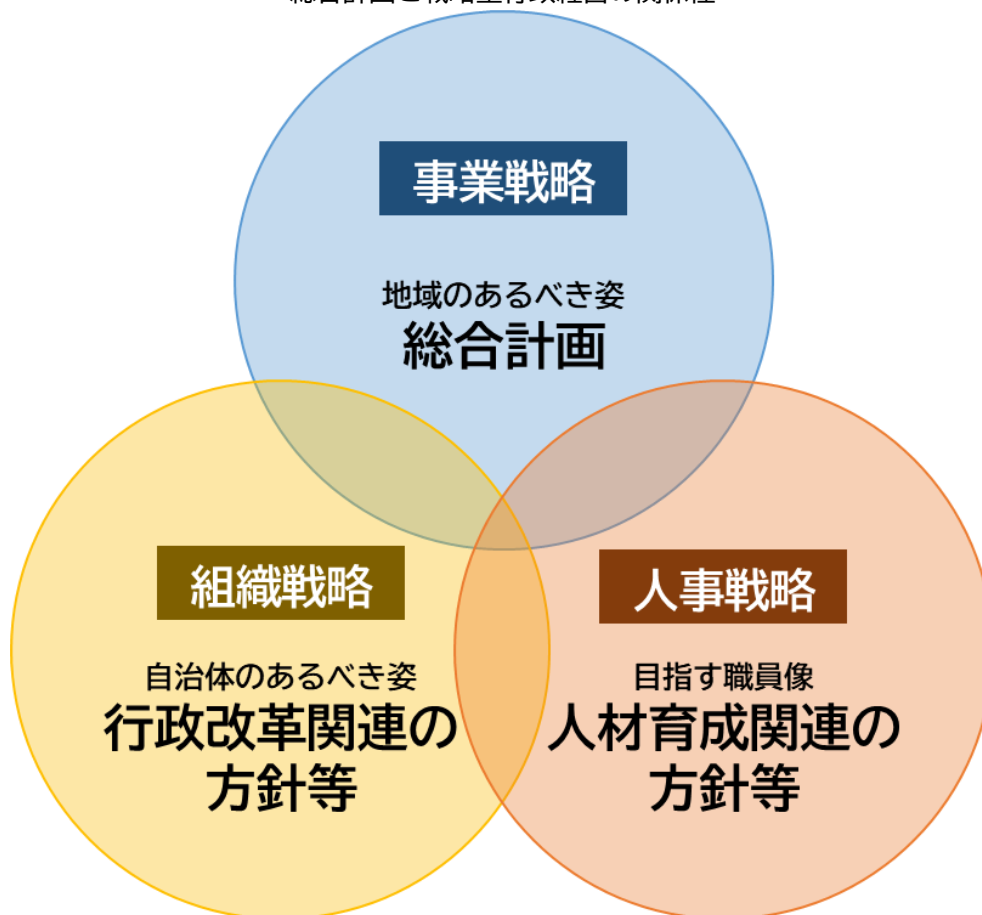 事業戦略
地域のあるべき姿
総合計画
組織戦略
自治体のあるべき姿
行政改革関連の
方針等
人事戦略
目指す職員像
人材育成関連の
方針等